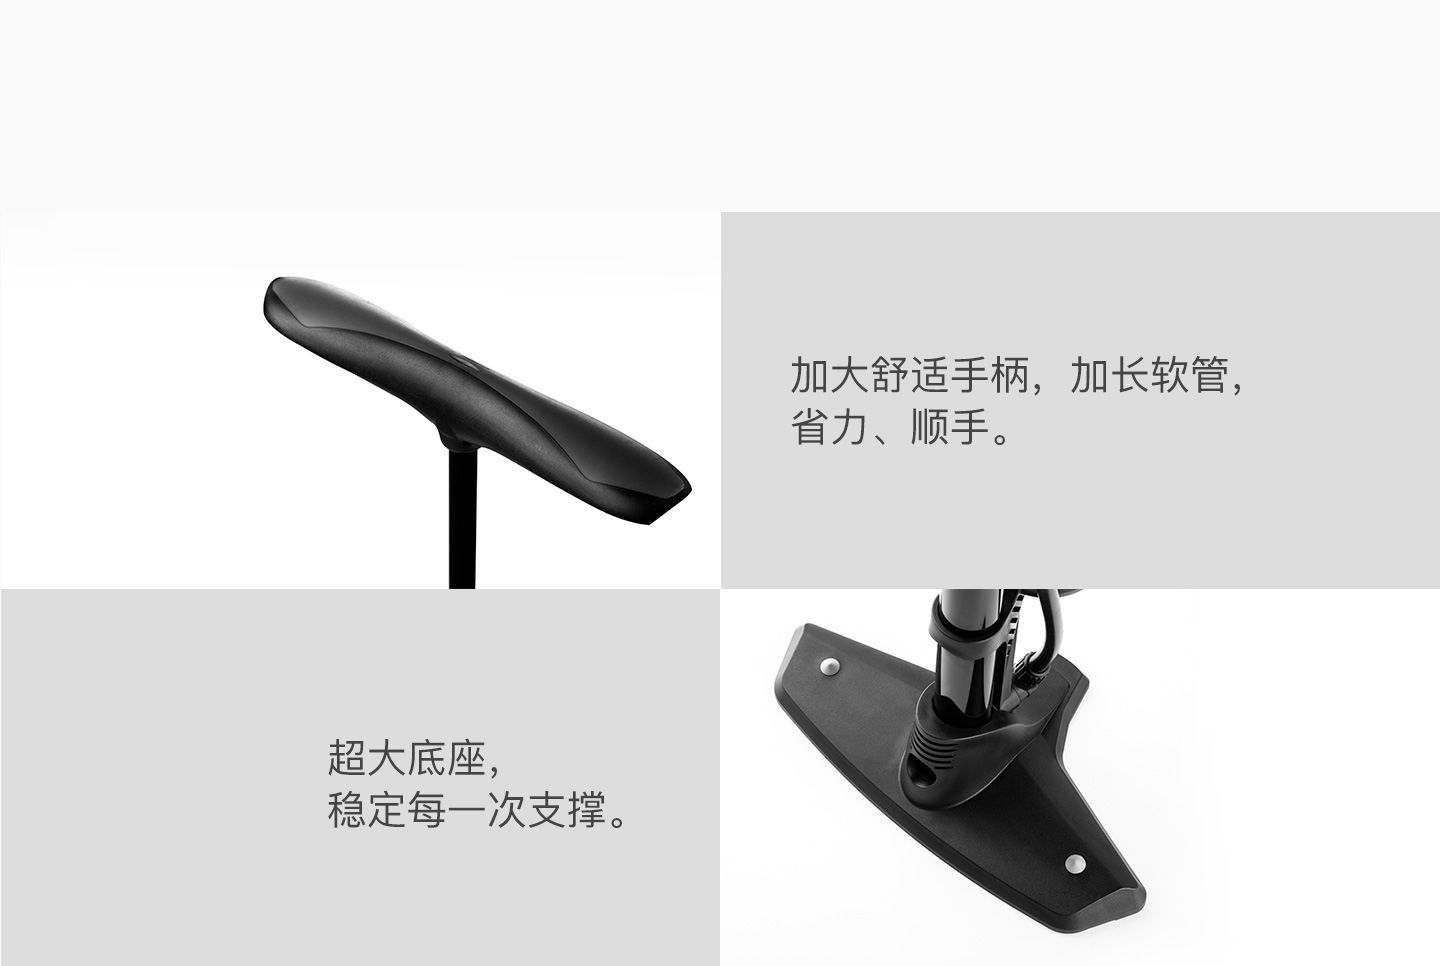 加大舒适手柄，加长软管，
省力、顺手。
超大底座，
稳定每一次支撑。